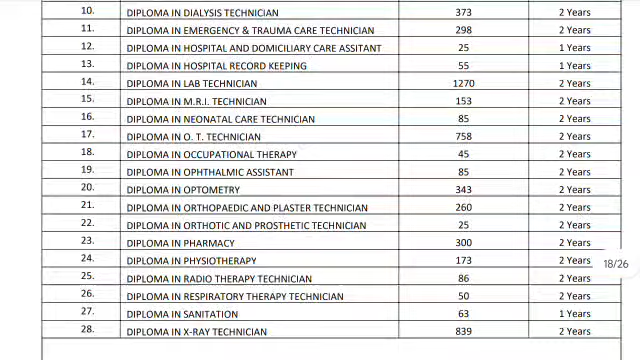 10. DIPLOMA IN DIALYSIS TECHNICIAN 373 2 Years
11. DIPLOMA IN EMERGENCY & TRAUMA CARE TECHNICIAN 298 2 Years
12. DIPLOMA IN HOSPITAL AND DOMICILIARY CARE ASSITANT 25 1 Years
13. DIPLOMA IN HOSPITAL RECORD KEEPING 55 1 Years
14. DIPLOMA IN LAB TECHNICIAN 1270 2 Years
15. DIPLOMA IN M.R.I. TECHNICIAN 153 2 Years
16. DIPLOMA IN NEONATAL CARE TECHNICIAN 85 2 Years
17. DIPLOMA IN O. T. TECHNICIAN 758 2 Years
18. DIPLOMA IN OCCUPATIONAL THERAPY 45 2 Years
19. DIPLOMA IN OPHTHALMIC ASSISTANT 85 2 Years
20. DIPLOMA IN OPTOMETRY 343 2 Years
21. DIPLOMA IN ORTHOPAEDIC AND PLASTER TECHNICIAN 260 2 Years
22. DIPLOMA IN ORTHOTIC AND PROSTHETIC TECHNICIAN 25 2 Years
23. DIPLOMA IN PHARMACY 300 2 Years
24. DIPLOMA IN PHYSIOTHERAPY 173 2 Years
18/26
25. DIPLOMA IN RADIO THERAPY TECHNICIAN 86 2 Years
26. DIPLOMA IN RESPIRATORY THERAPY TECHNICIAN 50 2 Years
27. DIPLOMA IN SANITATION 63 1 Years
28. DIPLOMA IN X-RAY TECHNICIAN 839 2 Years